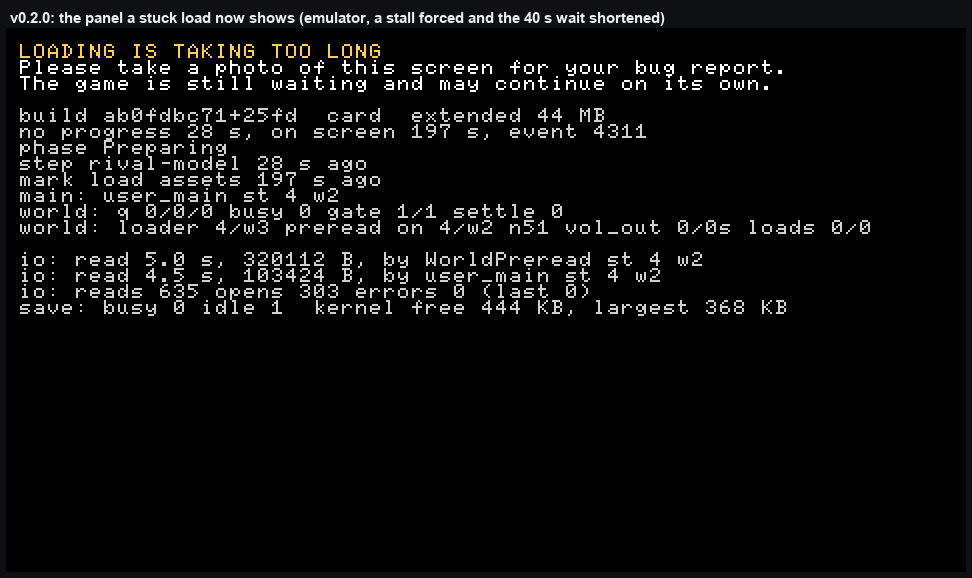 v0.2.0: the panel a stuck load now shows (emulator, a stall forced and the 40 s wait shortened)
LOADING IS TAKING TOO LONG
Please take a photo of this screen for your bug report.
The game is still waiting and may continue on its own.
build ab0fdbc71+25fd  card  extended 44 MB
no progress 28 s, on screen 197 s, event 4311
phase Preparing
step rival-model 28 s ago
mark load assets 197 s ago
main: user_main st 4 w2
world: q 0/0/0 busy 0 gate 1/1 settle 0
world: loader 4/w3 preread on 4/w2 n51 vol_out 0/0s loads 0/0
io: read 5.0 s, 320112 B, by WorldPreread st 4 w2
io: read 4.5 s, 103424 B, by user_main st 4 w2
io: reads 635 opens 303 errors 0 (last 0)
save: busy 0 idle 1  kernel free 444 KB, largest 368 KB